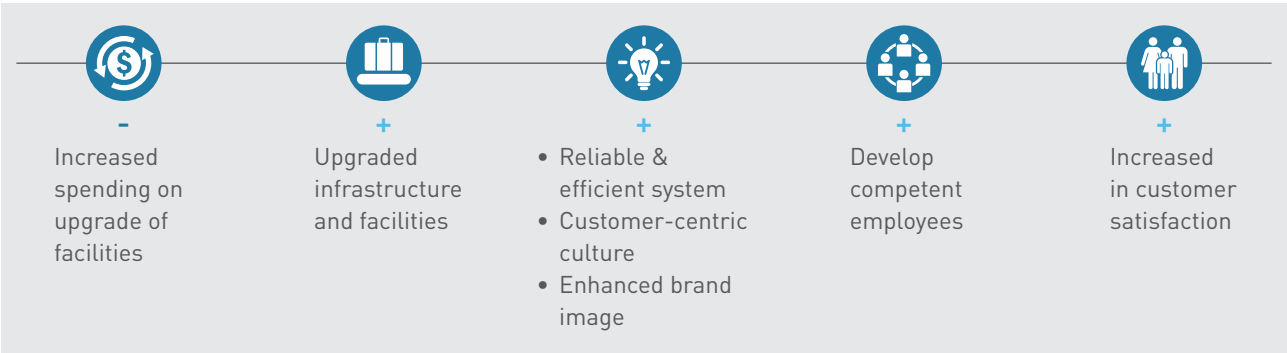 -
Increased
spending on
upgrade of
facilities
+
Upgraded
infrastructure
and facilities
+
• Reliable &
efficient system
• Customer-centric
culture
• Enhanced brand
image
+
Develop
competent
employees
+
Increased
in customer
satisfaction